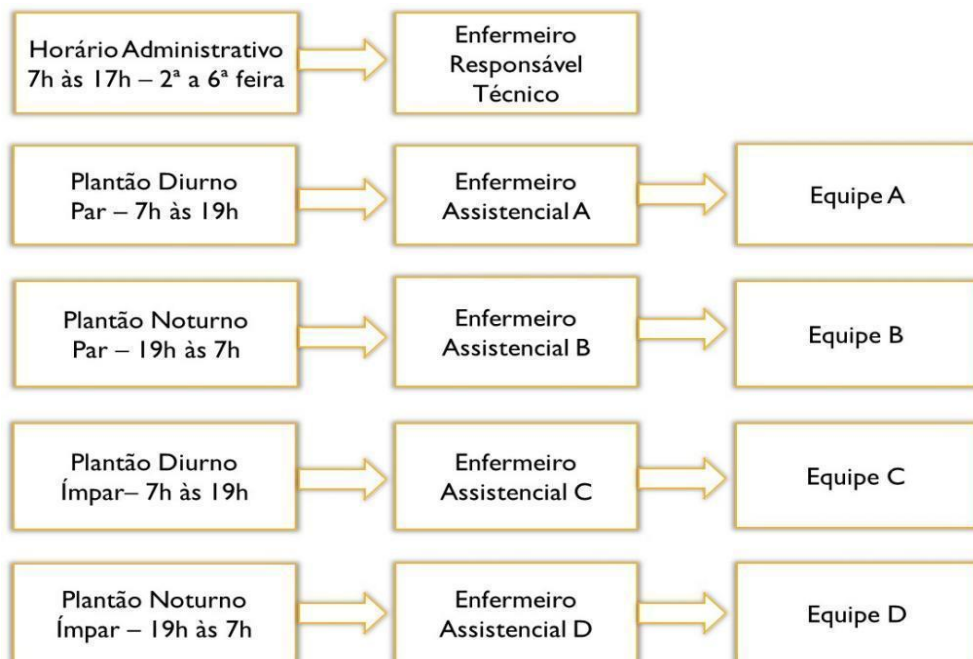 Horário Administrativo
7h às 17h – 2ª a 6ª feira
Enfermeiro
Responsável
Técnico
Plantão Diurno
Par – 7h às 19h
Enfermeiro
Assistencial A
Equipe A
Plantão Noturno
Par – 19h às 7h
Enfermeiro
Assistencial B
Equipe B
Plantão Diurno
Ímpar– 7h às 19h
Enfermeiro
Assistencial C
Equipe C
Plantão Noturno
Ímpar – 19h às 7h
Enfermeiro
Assistencial D
Equipe D